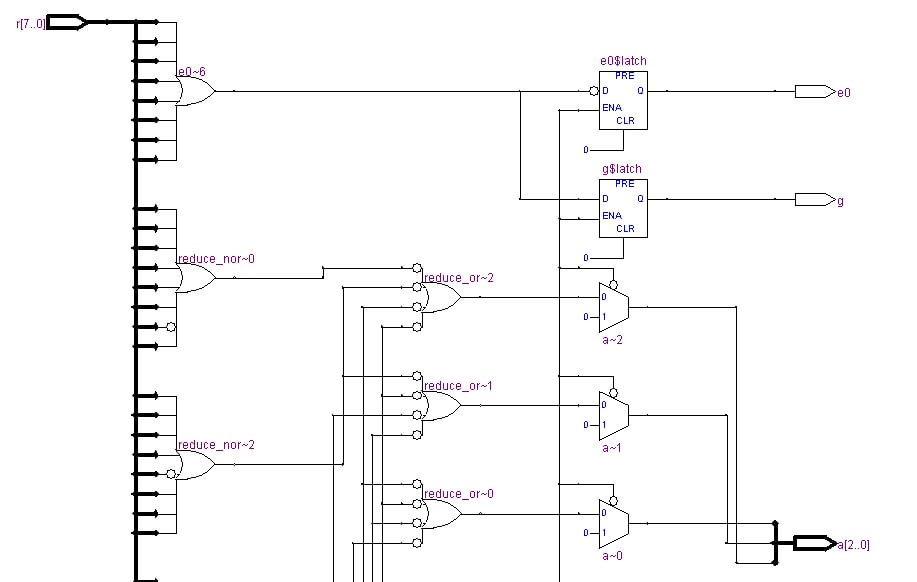 r[7..0]
e0~6
e0$latch
PRE
D
Q
ENA
CLR
0
e0
g$latch
PRE
D
Q
ENA
CLR
0
g
reduce_nor~0
reduce_or~2
0
0
1
a~2
reduce_or~1
0
0
1
a~1
reduce_nor~2
reduce_or~0
0
0
1
a~0
a[2..0]